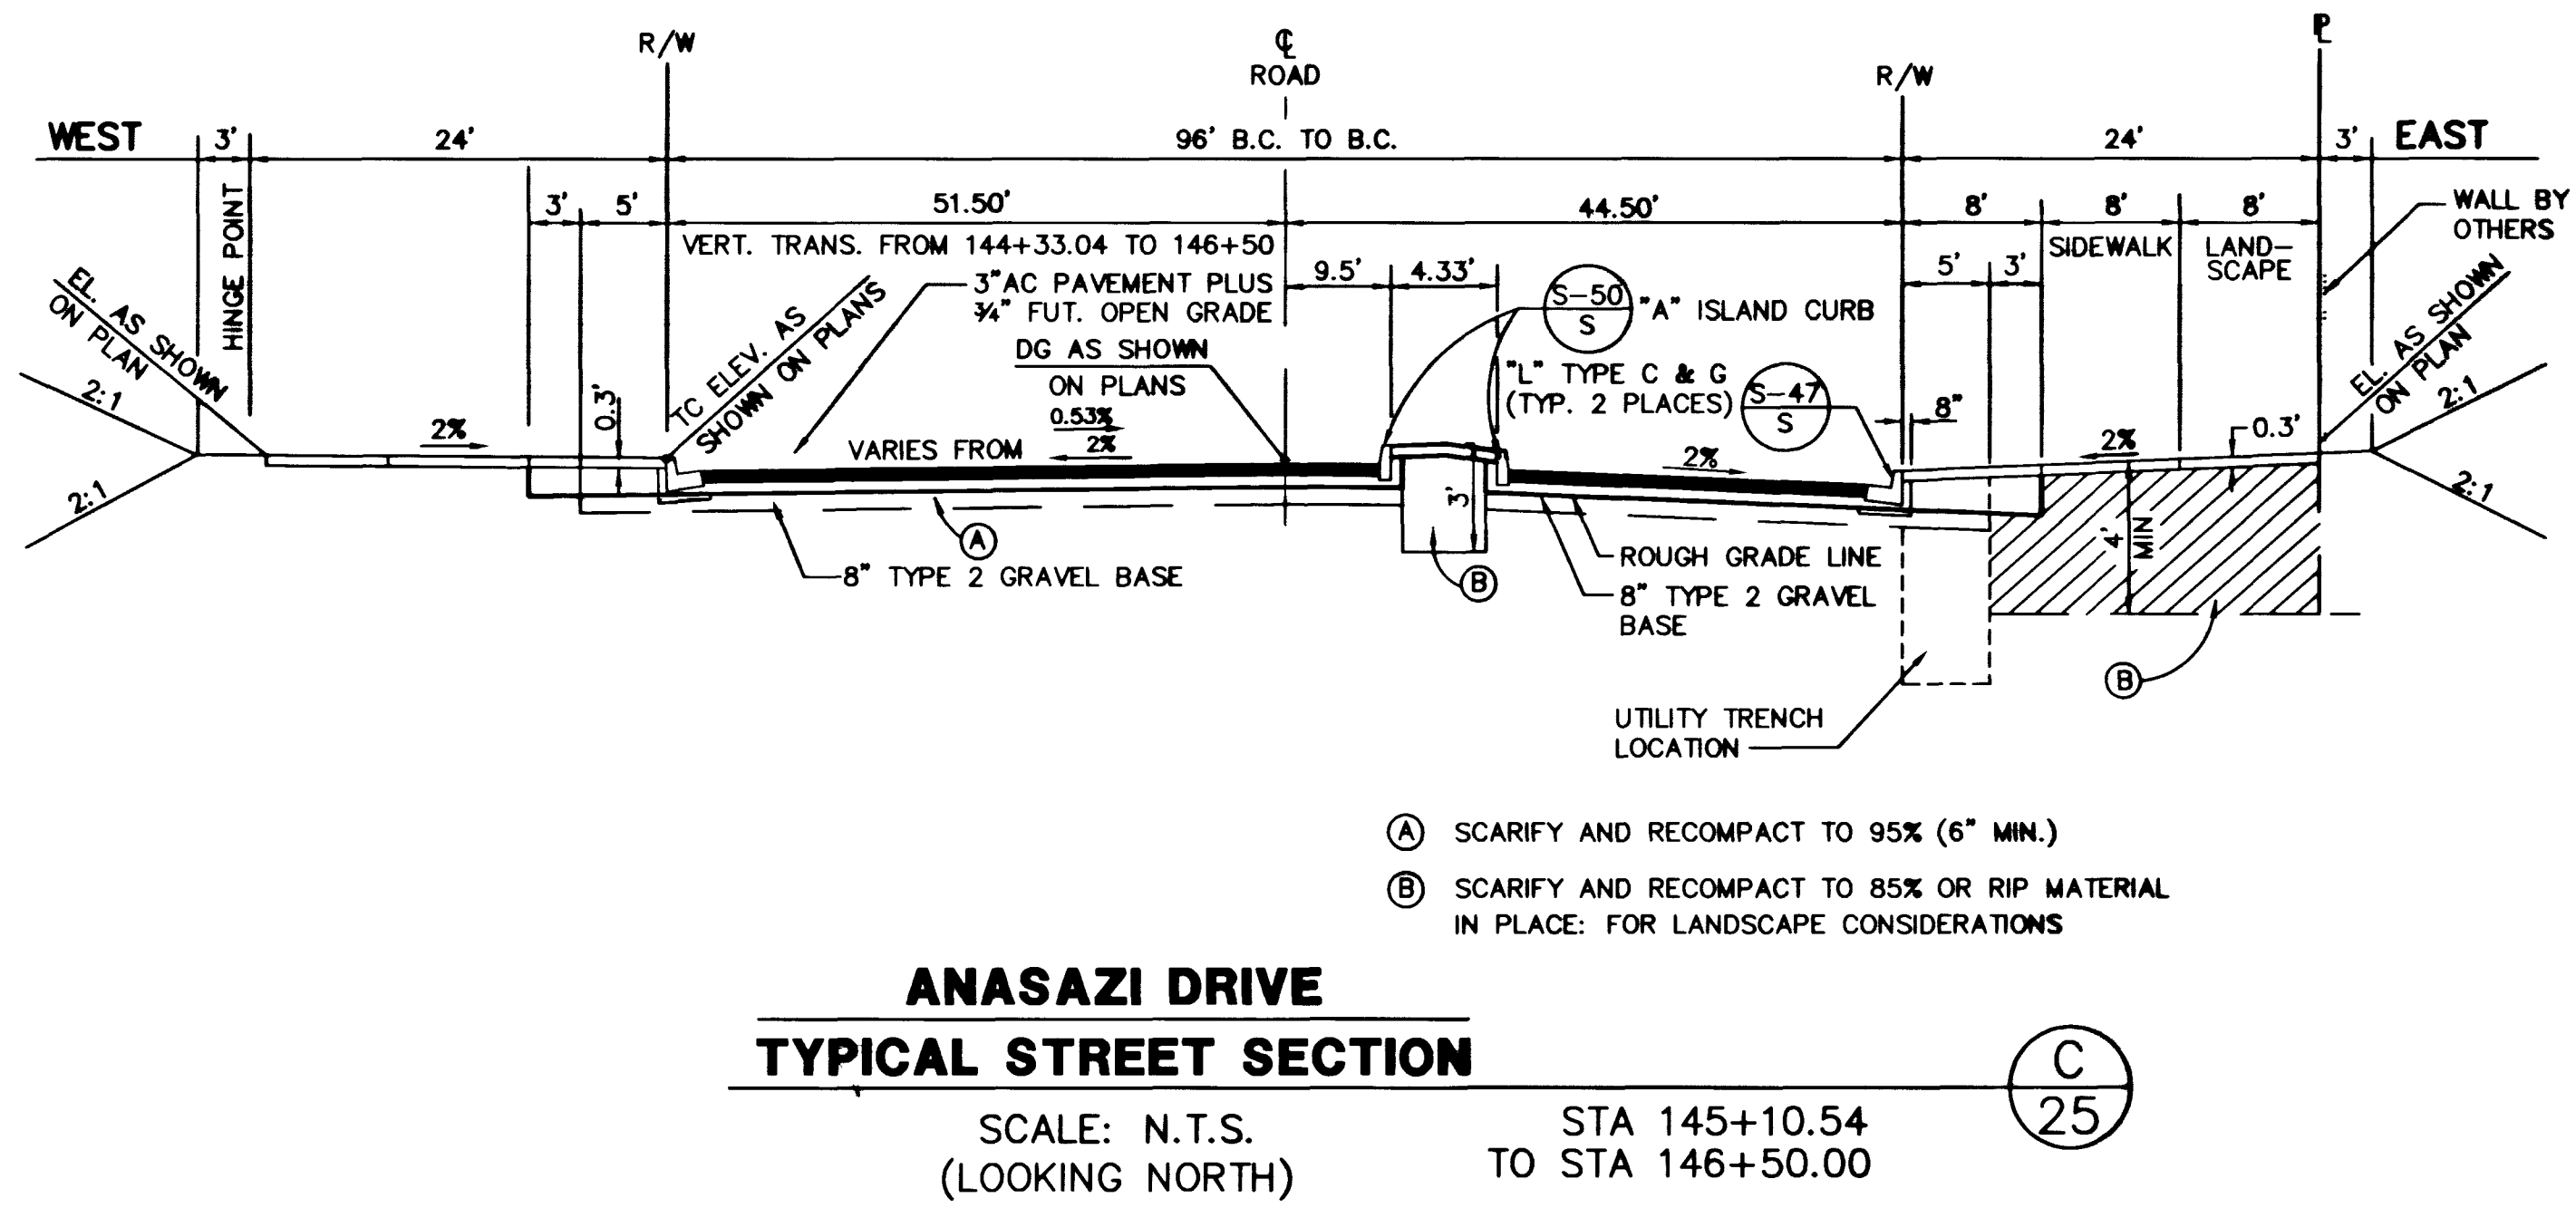 R/W
℄
ROAD
R/W
P̲L
WEST
3'
24'
96' B.C. TO B.C.
24'
3'
EAST
HINGE POINT
3'
5'
51.50'
44.50'
8'
8'
8'
WALL BY
OTHERS
VERT. TRANS. FROM 144+33.04 TO 146+50
SIDEWALK
LAND-
SCAPE
3"AC PAVEMENT PLUS
¾" FUT. OPEN GRADE
9.5'
4.33'
S-50
S
"A" ISLAND CURB
5'
3'
EL. AS SHOWN
ON PLAN
TC ELEV. AS
SHOWN ON PLANS
DG AS SHOWN
ON PLANS
"L" TYPE C & G
(TYP. 2 PLACES)
S-47
S
8"
EL. AS SHOWN
ON PLAN
2:1
2%
0.3'
VARIES FROM
0.53%
2%
2%
2%
0.3'
2:1
2:1
3'
4'
MIN
2:1
A
8" TYPE 2 GRAVEL BASE
B
ROUGH GRADE LINE
8" TYPE 2 GRAVEL
BASE
B
UTILITY TRENCH
LOCATION
A SCARIFY AND RECOMPACT TO 95% (6" MIN.)
B SCARIFY AND RECOMPACT TO 85% OR RIP MATERIAL
IN PLACE: FOR LANDSCAPE CONSIDERATIONS
ANASAZI DRIVE
TYPICAL STREET SECTION
C
25
SCALE: N.T.S.
(LOOKING NORTH)
STA 145+10.54
TO STA 146+50.00